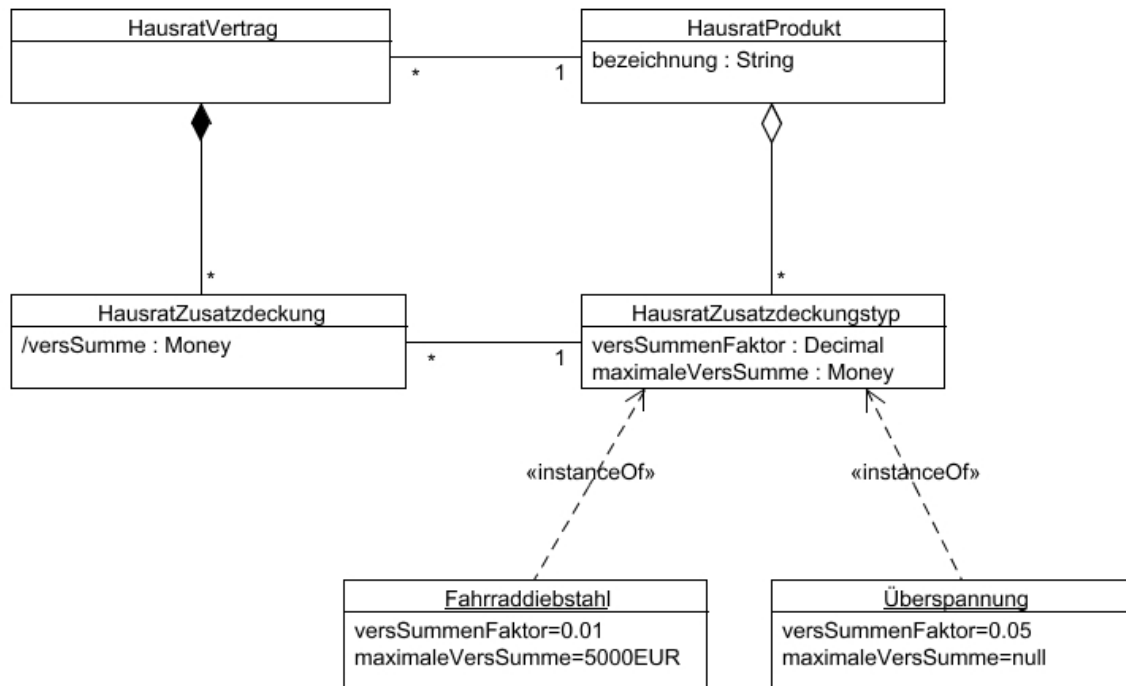 HausratVertrag
HausratProdukt
bezeichnung : String
*
1
*
*
HausratZusatzdeckung
/versSumme : Money
HausratZusatzdeckungstyp
versSummenFaktor : Decimal
maximaleVersSumme : Money
*
1
«instanceOf»
«instanceOf»
Fahrraddiebstahl
versSummenFaktor=0.01
maximaleVersSumme=5000EUR
Überspannung
versSummenFaktor=0.05
maximaleVersSumme=null